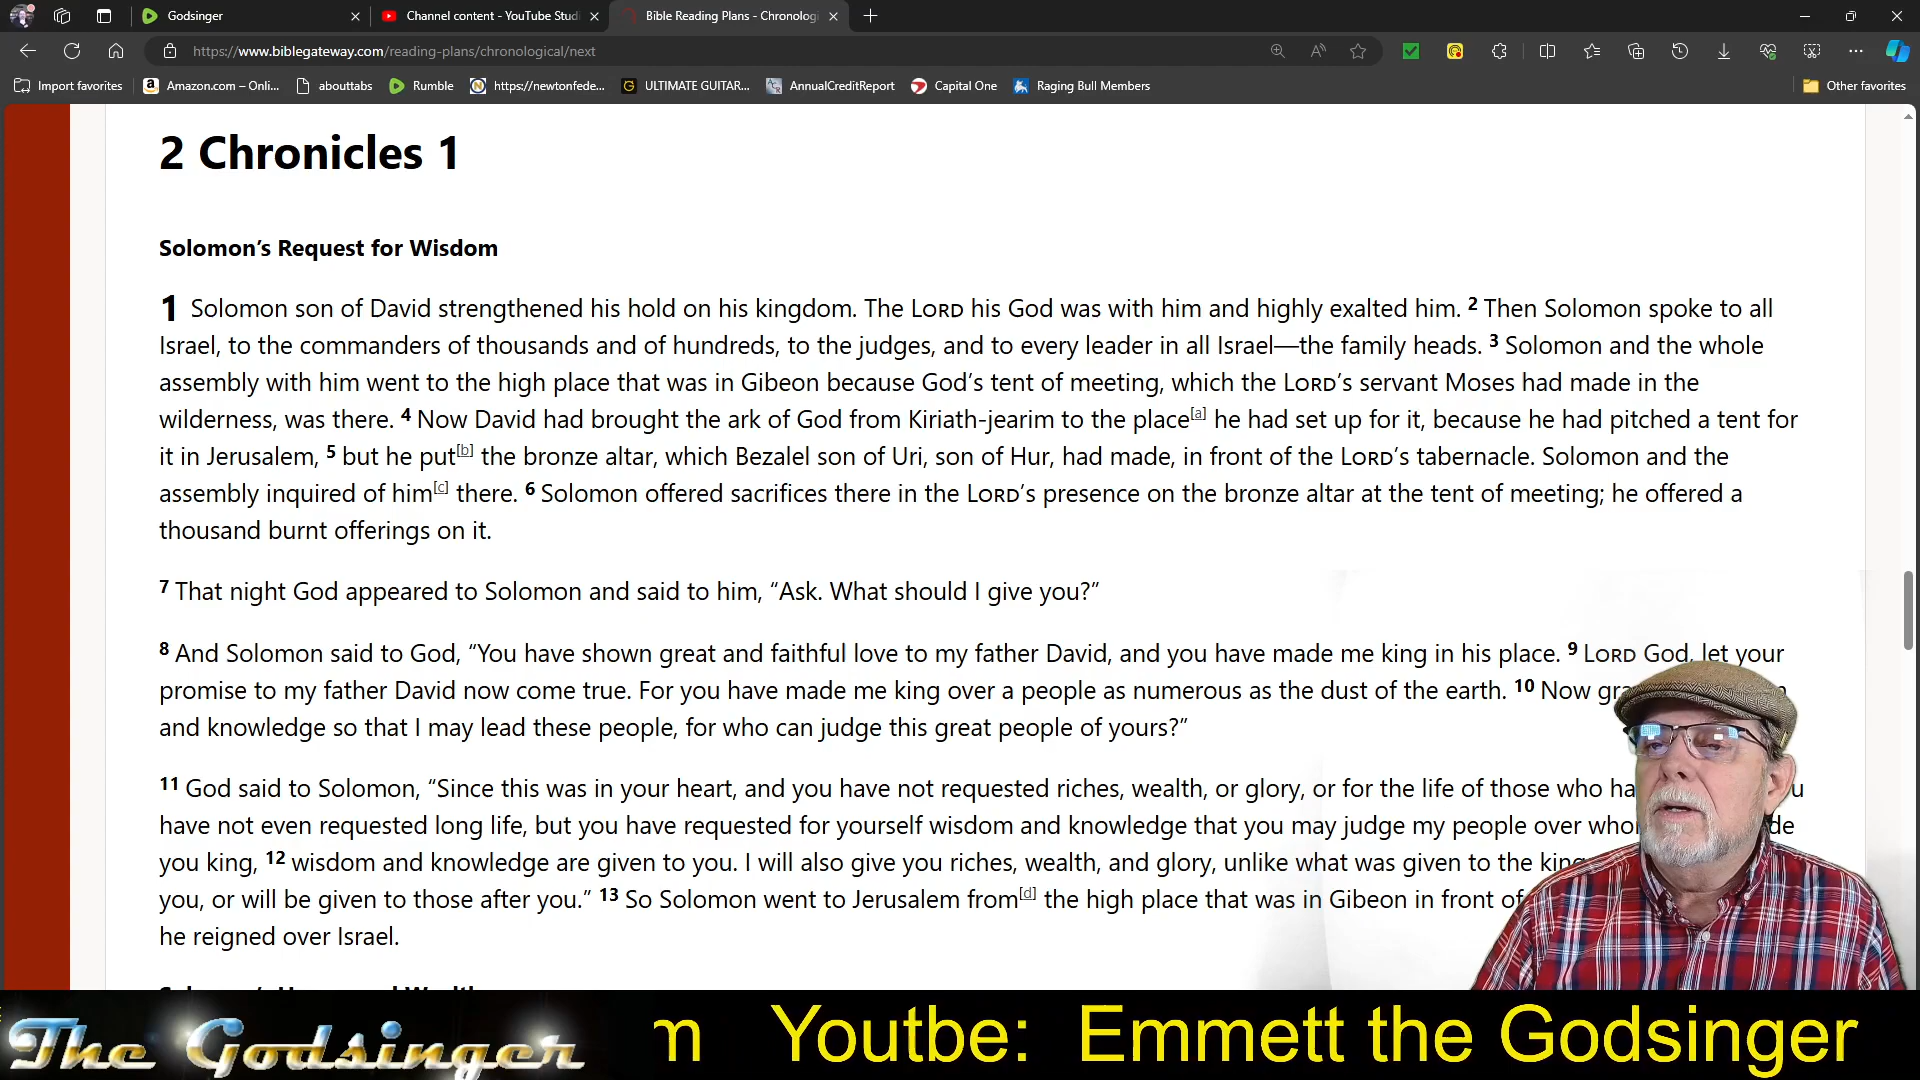 Godsinger
Channel content - YouTube Studi
Bible Reading Plans - Chronologi
https://www.biblegateway.com/reading-plans/chronological/next
Import favorites
Amazon.com – Onli...
abouttabs
Rumble
https://newtonfede...
ULTIMATE GUITAR...
AnnualCreditReport
Capital One
Raging Bull Members
Other favorites
2 Chronicles 1
Solomon’s Request for Wisdom
1 Solomon son of David strengthened his hold on his kingdom. The LORD his God was with him and highly exalted him. 2 Then Solomon spoke to all
Israel, to the commanders of thousands and of hundreds, to the judges, and to every leader in all Israel—the family heads. 3 Solomon and the whole
assembly with him went to the high place that was in Gibeon because God’s tent of meeting, which the LORD’s servant Moses had made in the
wilderness, was there. 4 Now David had brought the ark of God from Kiriath-jearim to the place[a] he had set up for it, because he had pitched a tent for
it in Jerusalem, 5 but he put[b] the bronze altar, which Bezalel son of Uri, son of Hur, had made, in front of the LORD’s tabernacle. Solomon and the
assembly inquired of him[c] there. 6 Solomon offered sacrifices there in the LORD’s presence on the bronze altar at the tent of meeting; he offered a
thousand burnt offerings on it.
7 That night God appeared to Solomon and said to him, “Ask. What should I give you?”
8 And Solomon said to God, “You have shown great and faithful love to my father David, and you have made me king in his place. 9 LORD God, let your
promise to my father David now come true. For you have made me king over a people as numerous as the dust of the earth. 10 Now
and knowledge so that I may lead these people, for who can judge this great people of yours?”
11 God said to Solomon, “Since this was in your heart, and you have not requested riches, wealth, or glory, or for the life of those who
have not even requested long life, but you have requested for yourself wisdom and knowledge that you may judge my people over
you king, 12 wisdom and knowledge are given to you. I will also give you riches, wealth, and glory, unlike what was given to the
you, or will be given to those after you.” 13 So Solomon went to Jerusalem from[d] the high place that was in Gibeon in front of
he reigned over Israel.
The Godsinger
m Youtbe: Emmett the Godsinger